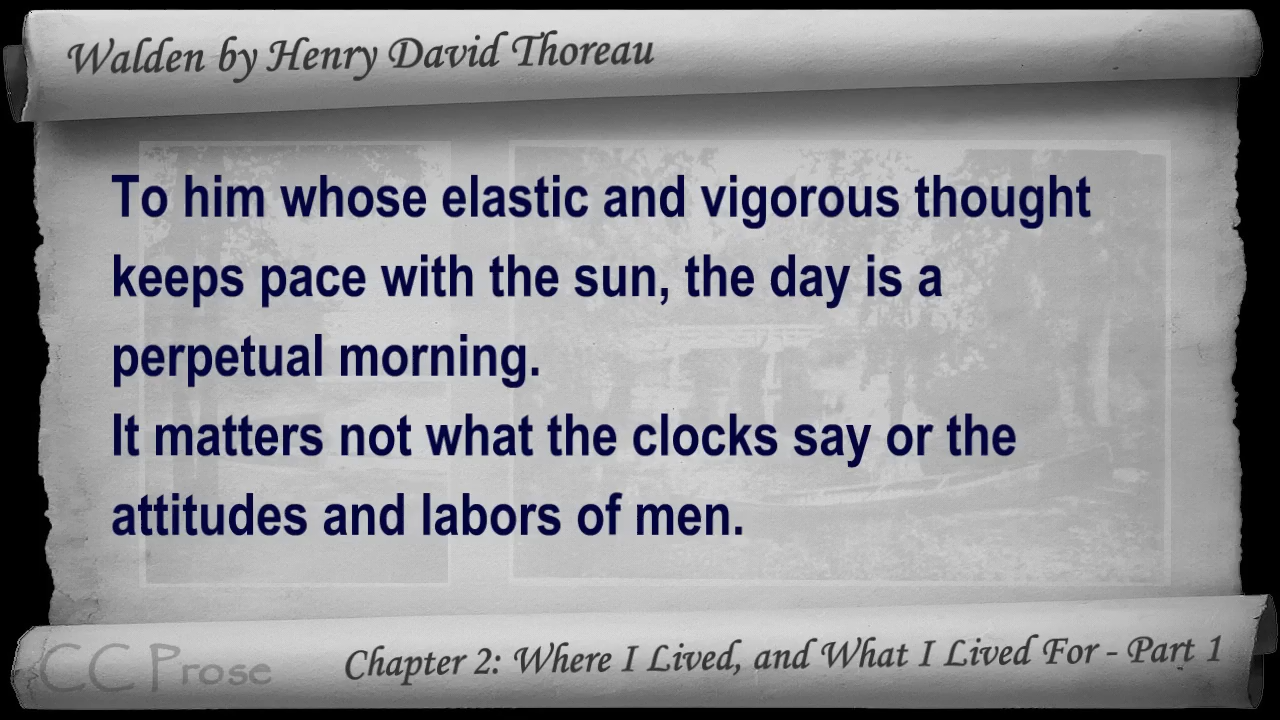 Walden by Henry David Thoreau
To him whose elastic and vigorous thought
keeps pace with the sun, the day is a
perpetual morning.
It matters not what the clocks say or the
attitudes and labors of men.
CC Prose
Chapter 2: Where I Lived, and What I Lived For - Part 1